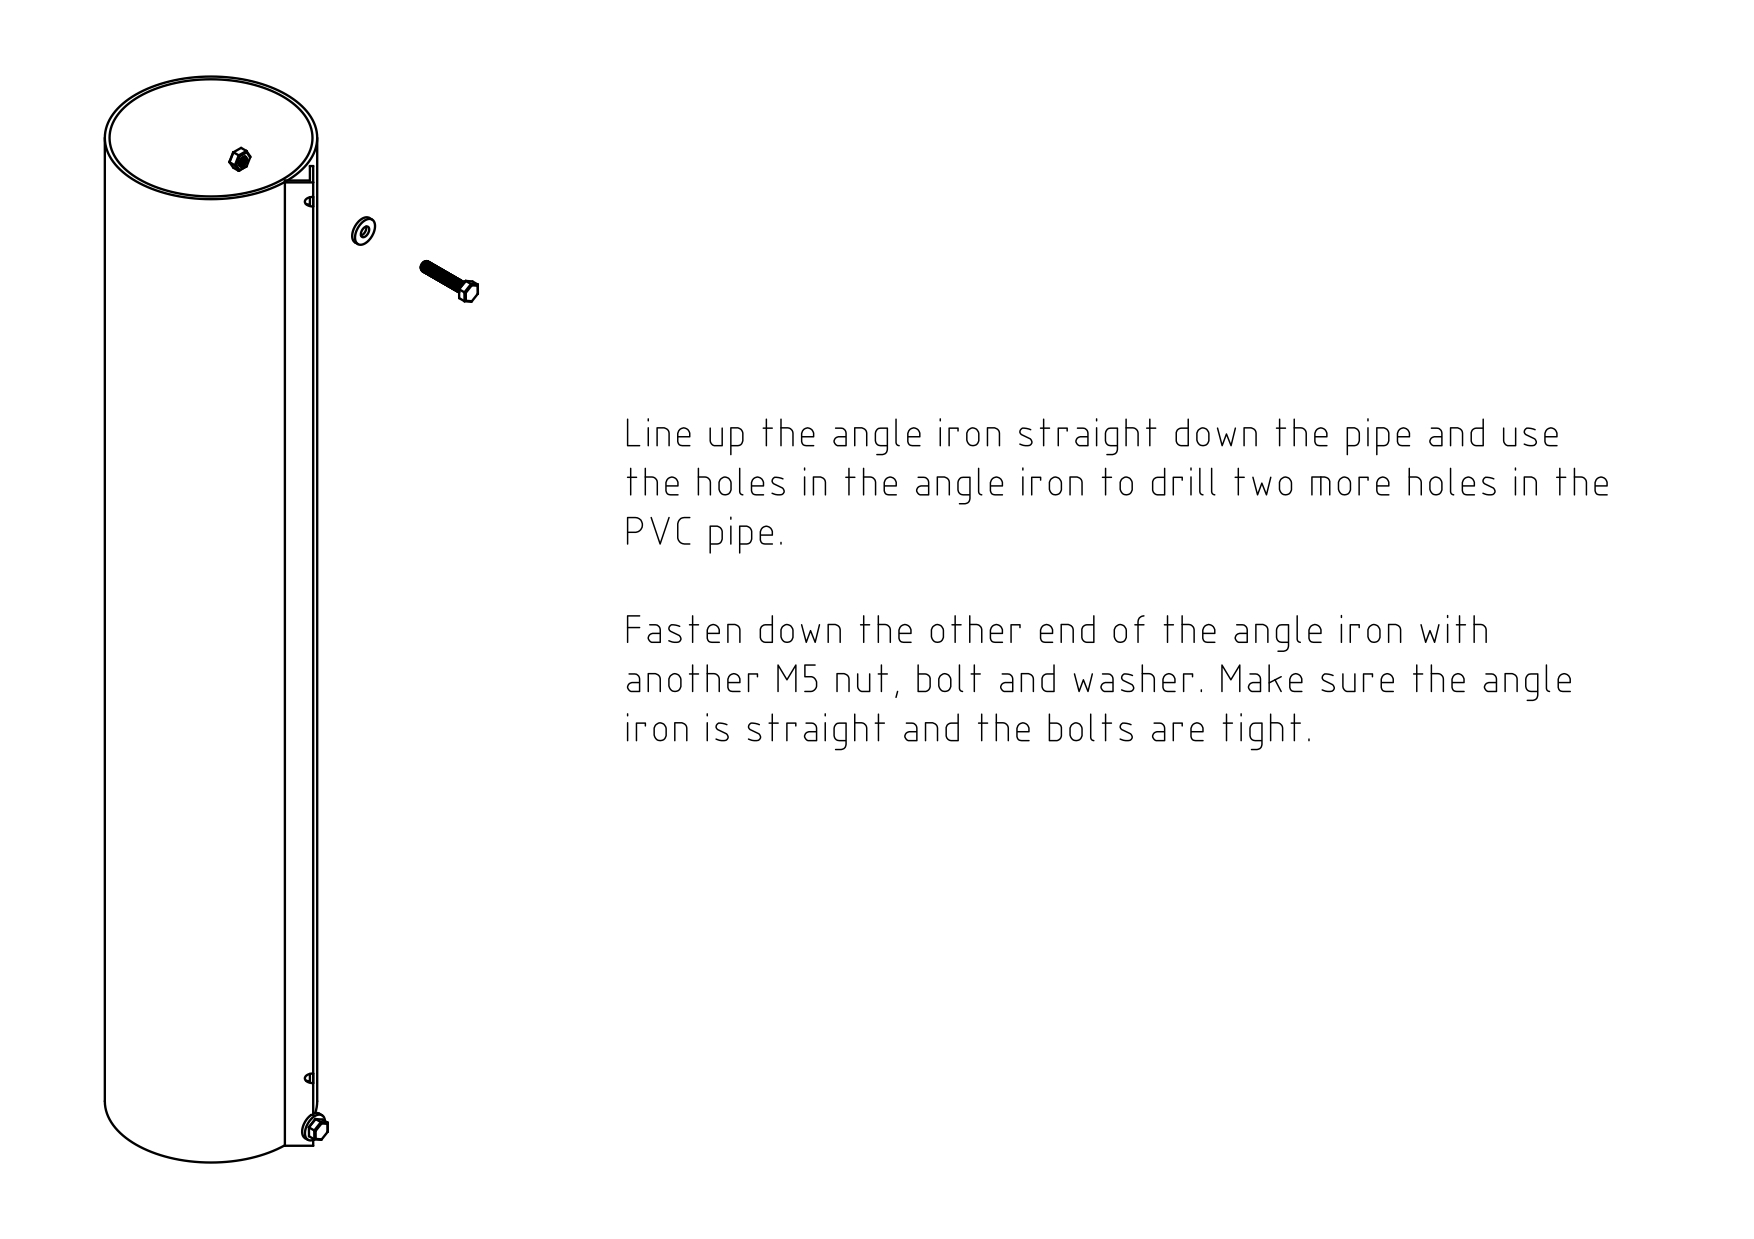 Line up the angle iron straight down the pipe and use
the holes in the angle iron to drill two more holes in the
PVC pipe.
Fasten down the other end of the angle iron with
another M5 nut, bolt and washer. Make sure the angle
iron is straight and the bolts are tight.